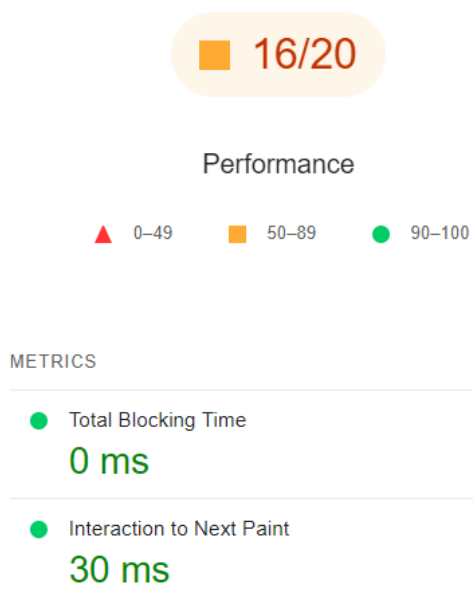 16/20
Performance
0–49 50–89 90–100
METRICS
Total Blocking Time
0 ms
Interaction to Next Paint
30 ms